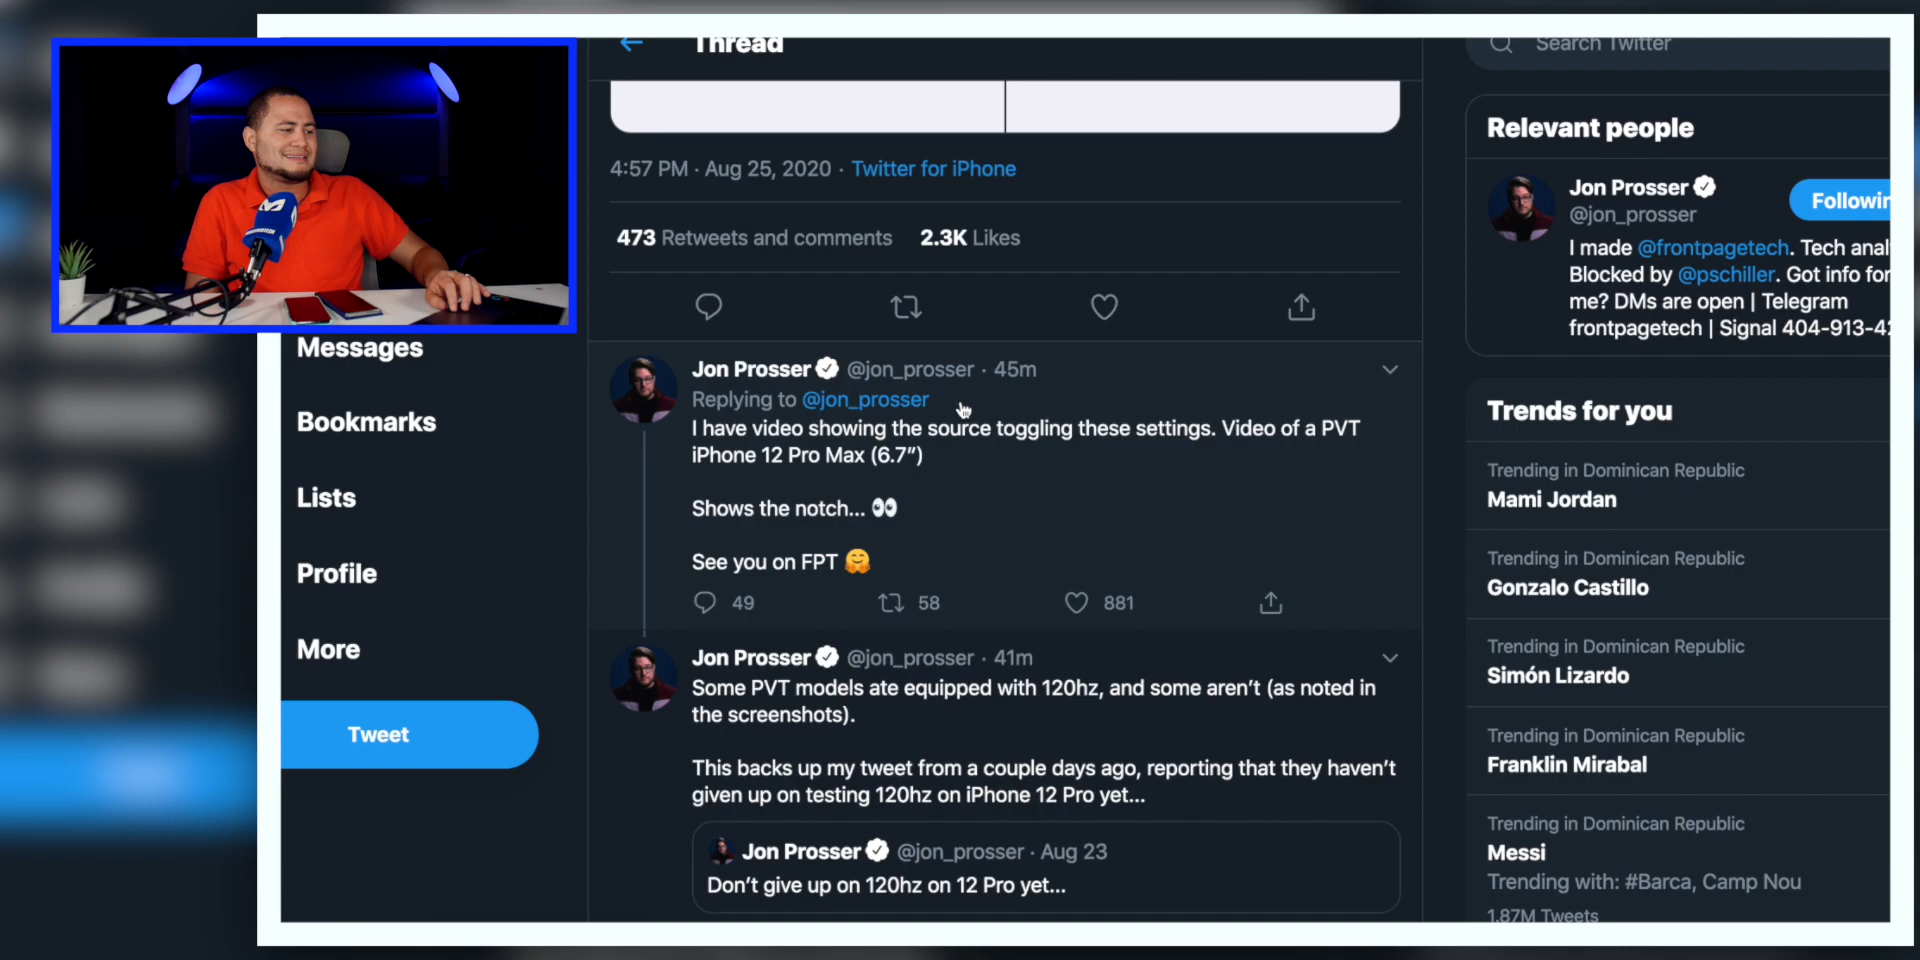 Thread
Search Twitter
4:57 PM · Aug 25, 2020 · Twitter for iPhone
473 Retweets and comments 2.3K Likes
Messages
Bookmarks
Lists
Profile
More
Tweet
Jon Prosser @jon_prosser · 45m
Replying to @jon_prosser
I have video showing the source toggling these settings. Video of a PVT
iPhone 12 Pro Max (6.7”)
Shows the notch... 👀
See you on FPT 🤗
49 58 881
Jon Prosser @jon_prosser · 41m
Some PVT models ate equipped with 120hz, and some aren’t (as noted in
the screenshots).
This backs up my tweet from a couple days ago, reporting that they haven’t
given up on testing 120hz on iPhone 12 Pro yet...
Jon Prosser @jon_prosser · Aug 23
Don’t give up on 120hz on 12 Pro yet...
Relevant people
Jon Prosser
@jon_prosser
Followin
I made @frontpagetech. Tech anal
Blocked by @pschiller. Got info for
me? DMs are open | Telegram
frontpagetech | Signal 404-913-42
Trends for you
Trending in Dominican Republic
Mami Jordan
Trending in Dominican Republic
Gonzalo Castillo
Trending in Dominican Republic
Simón Lizardo
Trending in Dominican Republic
Franklin Mirabal
Trending in Dominican Republic
Messi
Trending with: #Barca, Camp Nou
1.87M Tweets